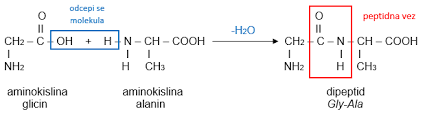 odcepi se
molekula
O
CH₂ – C – OH + H – N – CH – COOH
NH₂ H CH₃
aminokislina
glicin
aminokislina
alanin
-H₂O
peptidna vez
O
CH₂ – C – N – CH – COOH
NH₂ H CH₃
dipeptid
Gly-Ala